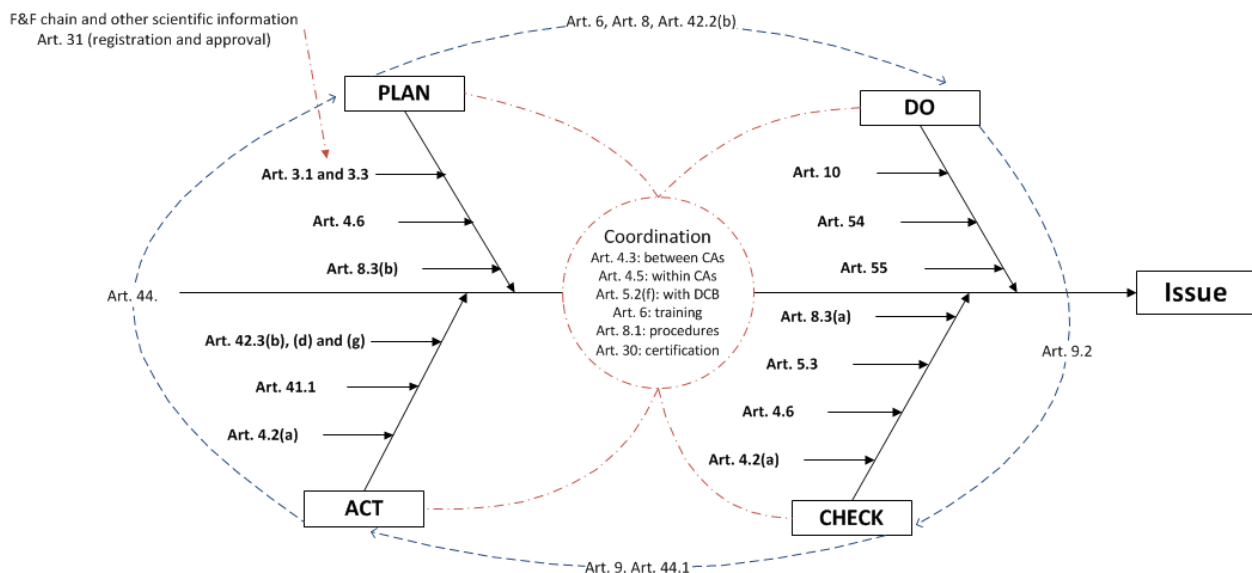 F&F chain and other scientific information
Art. 31 (registration and approval)
Art. 6, Art. 8, Art. 42.2(b)
PLAN
DO
Art. 3.1 and 3.3
Art. 4.6
Art. 8.3(b)
Art. 10
Art. 54
Art. 55
Coordination
Art. 4.3: between CAs
Art. 4.5: within CAs
Art. 5.2(f): with DCB
Art. 6: training
Art. 8.1: procedures
Art. 30: certification
Art. 44.
Issue
Art. 42.3(b), (d) and (g)
Art. 41.1
Art. 4.2(a)
Art. 8.3(a)
Art. 5.3
Art. 4.6
Art. 4.2(a)
Art. 9.2
ACT
CHECK
Art. 9, Art. 44.1